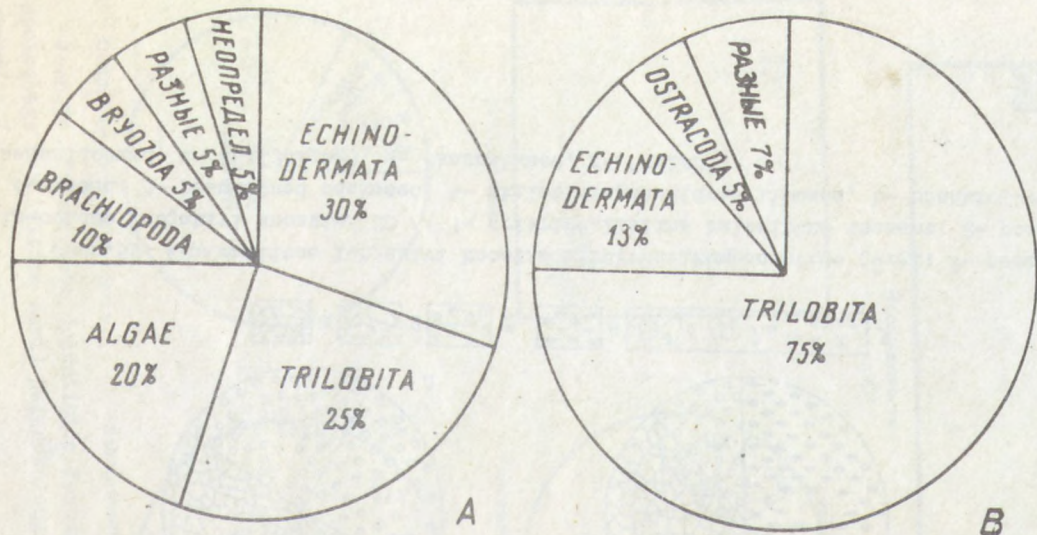 НЕОПРЕДЕЛ. 5%
РАЗНЫЕ 5%
BRYOZOA 5%
BRACHIOPODA
10%
ALGAE
20%
TRILOBITA
25%
ECHINO-
DERMATA
30%
A
РАЗНЫЕ 7%
OSTRACODA 5%
ECHINO-
DERMATA
13%
TRILOBITA
75%
B